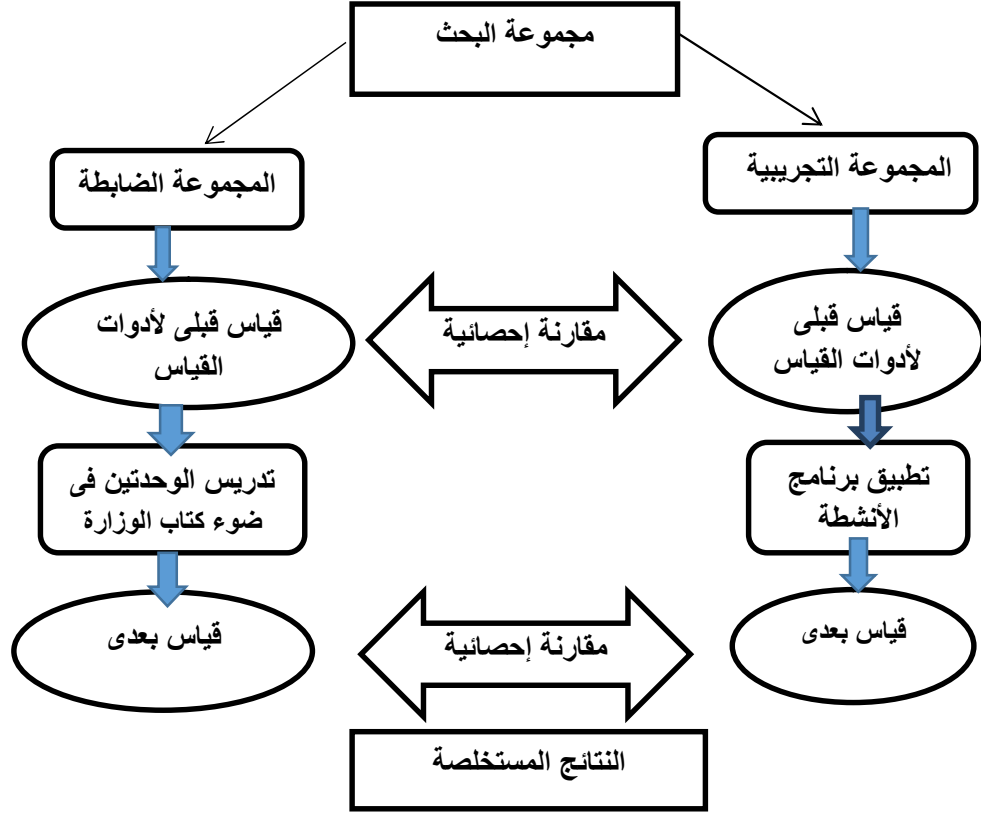 مجموعة البحث
المجموعة التجريبية
المجموعة الضابطة
قياس قبلى
لأدوات القياس
مقارنة إحصائية
قياس قبلى لأدوات
القياس
تطبيق برنامج
الأنشطة
تدريس الوحدتين فى
ضوء كتاب الوزارة
قياس بعدى
مقارنة إحصائية
قياس بعدى
النتائج المستخلصة